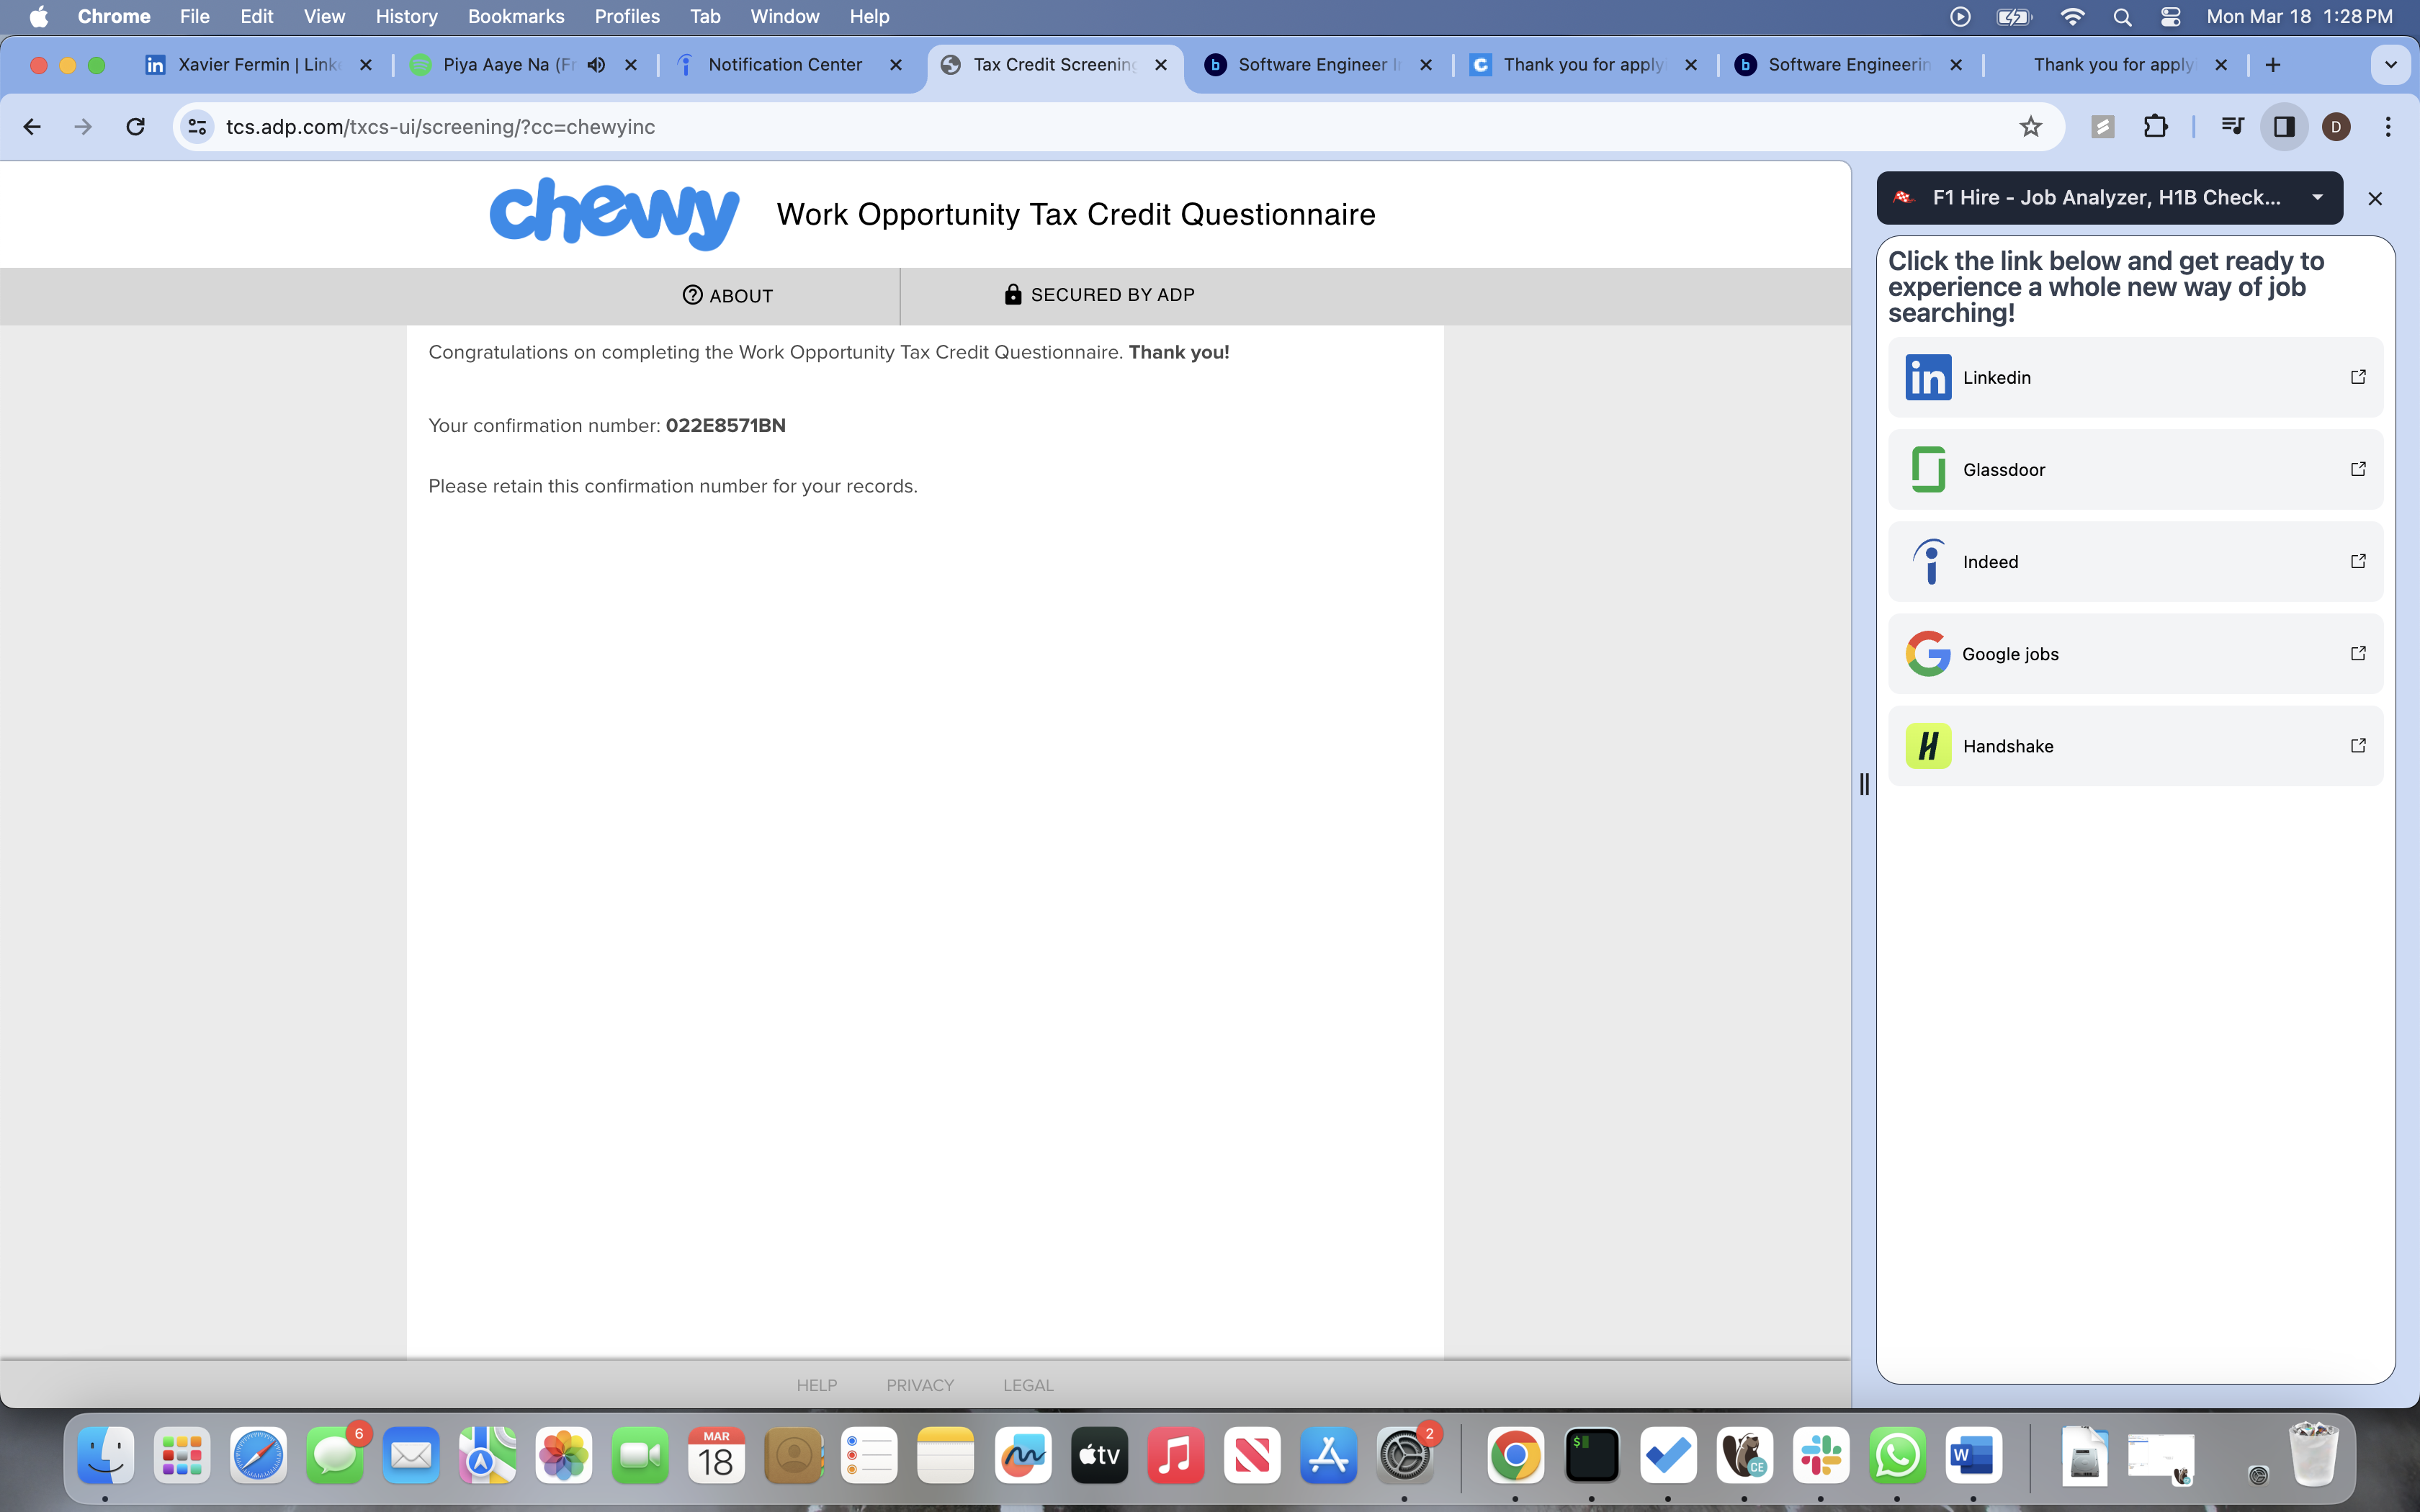 Chrome File Edit View History Bookmarks Profiles Tab Window Help Mon Mar 18 1:28 PM
Xavier Fermin | Link Piya Aaye Na (Fr Notification Center Tax Credit Screening Software Engineer I Thank you for apply Software Engineerin Thank you for apply
tcs.adp.com/txcs-ui/screening/?cc=chewyinc D
chewy Work Opportunity Tax Credit Questionnaire
ABOUT SECURED BY ADP
Congratulations on completing the Work Opportunity Tax Credit Questionnaire. Thank you!
Your confirmation number: 022E8571BN
Please retain this confirmation number for your records.
HELP PRIVACY LEGAL
F1 Hire - Job Analyzer, H1B Check...
Click the link below and get ready to
experience a whole new way of job
searching!
in Linkedin
Glassdoor
Indeed
Google jobs
Handshake
6 MAR 18 tv 2 $ CE W